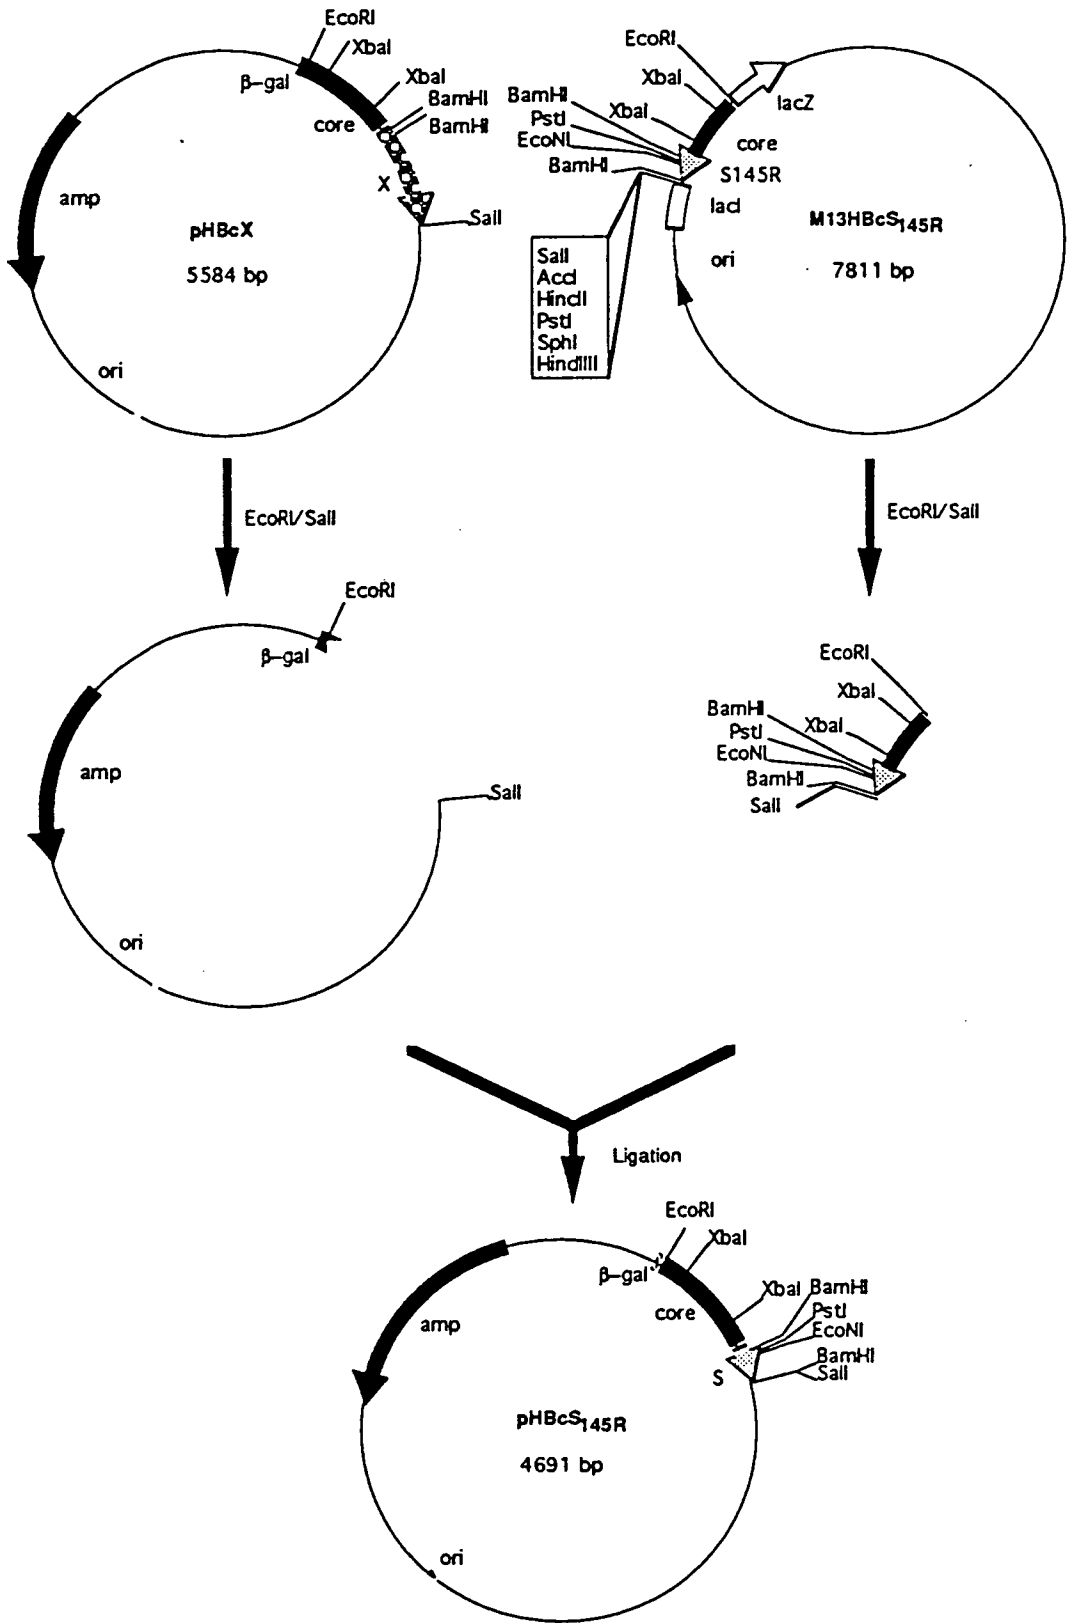 EcoRI
XbaI
β-gal
XbaI
BamHI
core
BamHI
X
amp
SalI
pHBcX
5584 bp
ori
EcoRI
XbaI
lacZ
BamHI
XbaI
PstI
EcoNI
core
BamHI
S145R
lacI
M13HBcS145R
ori
7811 bp
SalI
AccI
HincII
PstI
SphI
HindIIII
EcoRI/SalI
EcoRI/SalI
EcoRI
β-gal
amp
SalI
ori
EcoRI
XbaI
BamHI
XbaI
PstI
EcoNI
BamHI
SalI
Ligation
EcoRI
XbaI
β-gal
XbaI
BamHI
core
PstI
amp
EcoNI
BamHI
S
SalI
pHBcS145R
4691 bp
ori